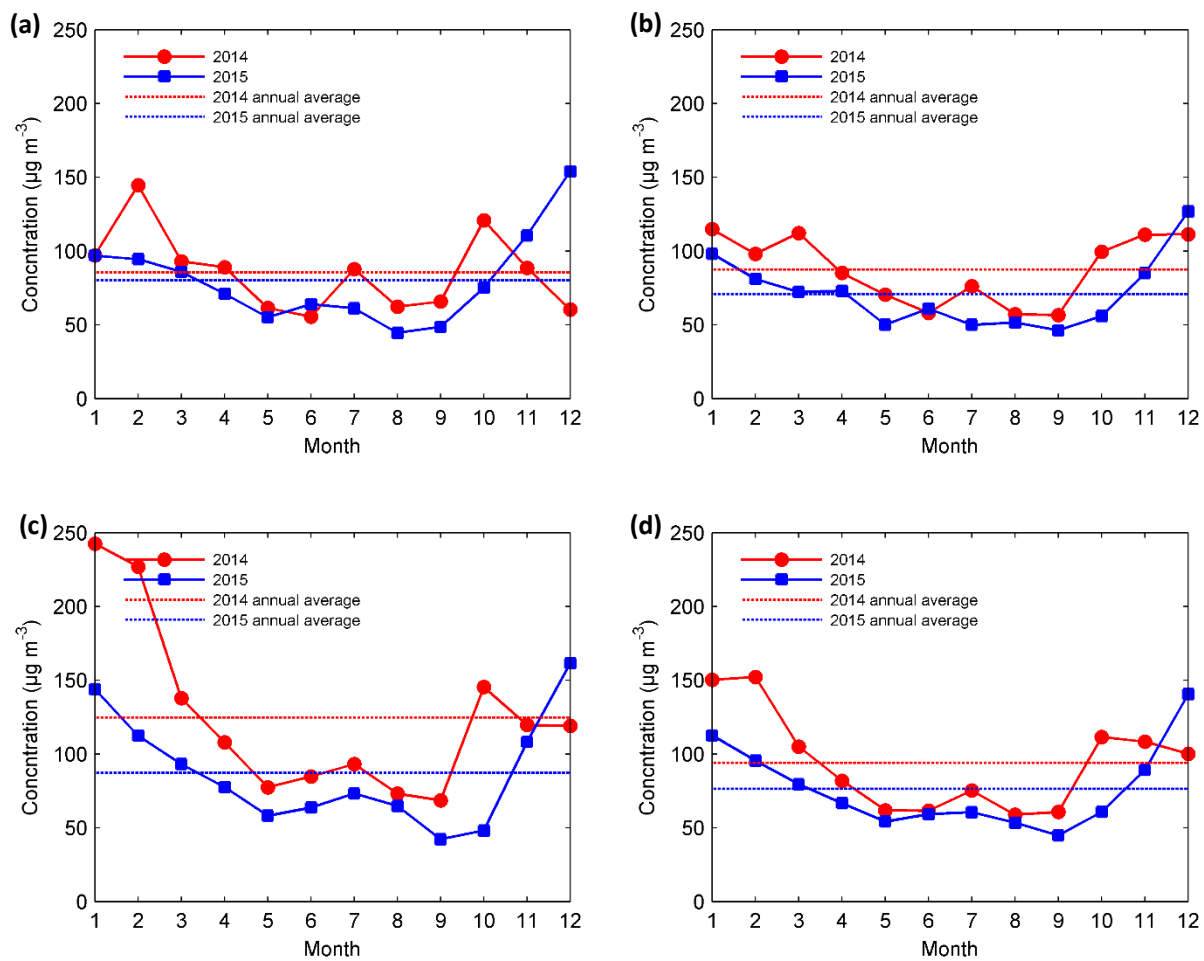 (a)
250
200
150
100
50
0
Concntration (µg m⁻³)
2014
2015
2014 annual average
2015 annual average
1 2 3 4 5 6 7 8 9 10 11 12
Month
(b)
250
200
150
100
50
0
Concntration (µg m⁻³)
2014
2015
2014 annual average
2015 annual average
1 2 3 4 5 6 7 8 9 10 11 12
Month
(c)
250
200
150
100
50
0
Concntration (µg m⁻³)
2014
2015
2014 annual average
2015 annual average
1 2 3 4 5 6 7 8 9 10 11 12
Month
(d)
250
200
150
100
50
0
Concntration (µg m⁻³)
2014
2015
2014 annual average
2015 annual average
1 2 3 4 5 6 7 8 9 10 11 12
Month